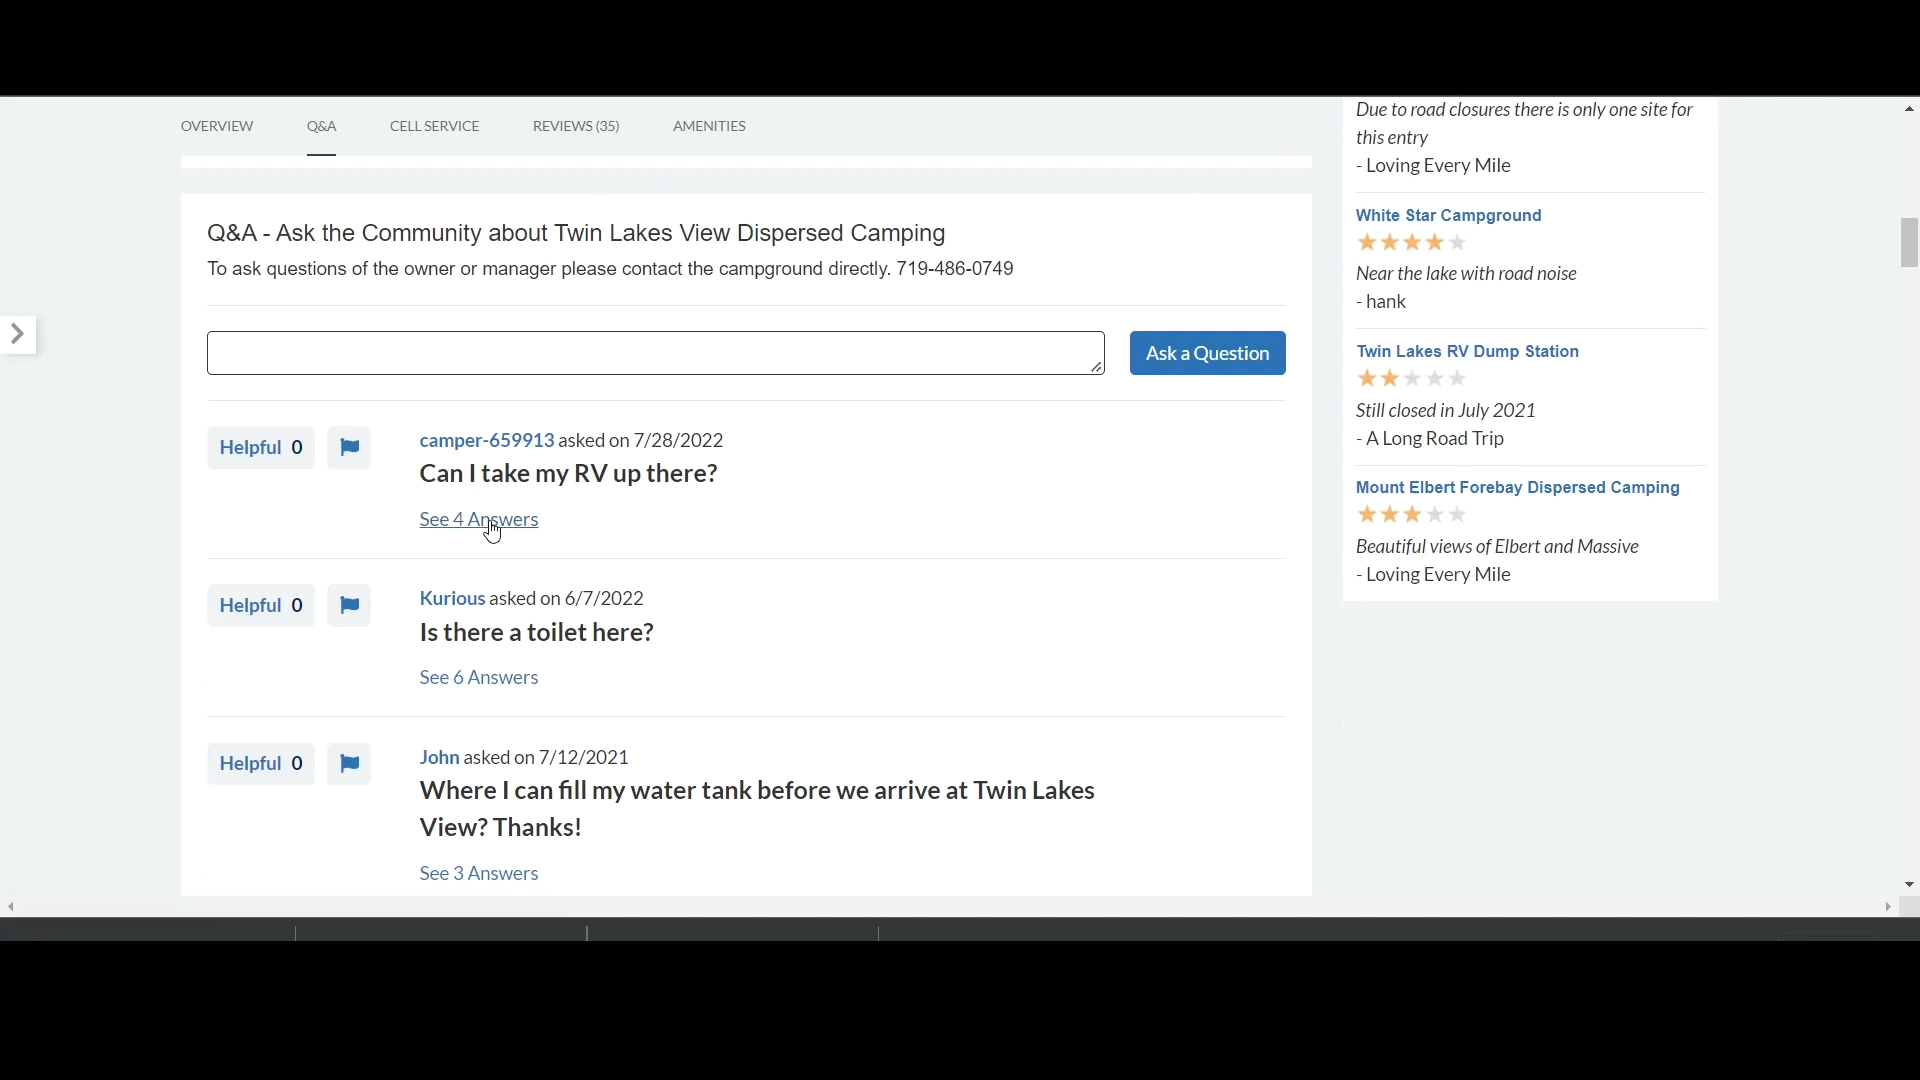 OVERVIEW
Q&A
CELL SERVICE
REVIEWS (35)
AMENITIES
Q&A - Ask the Community about Twin Lakes View Dispersed Camping
To ask questions of the owner or manager please contact the campground directly. 719-486-0749
Ask a Question
Helpful 0
camper-659913 asked on 7/28/2022
Can I take my RV up there?
See 4 Answers
Helpful 0
Kurious asked on 6/7/2022
Is there a toilet here?
See 6 Answers
Helpful 0
John asked on 7/12/2021
Where I can fill my water tank before we arrive at Twin Lakes
View? Thanks!
See 3 Answers
Due to road closures there is only one site for
this entry
- Loving Every Mile
White Star Campground
Near the lake with road noise
- hank
Twin Lakes RV Dump Station
Still closed in July 2021
- A Long Road Trip
Mount Elbert Forebay Dispersed Camping
Beautiful views of Elbert and Massive
- Loving Every Mile